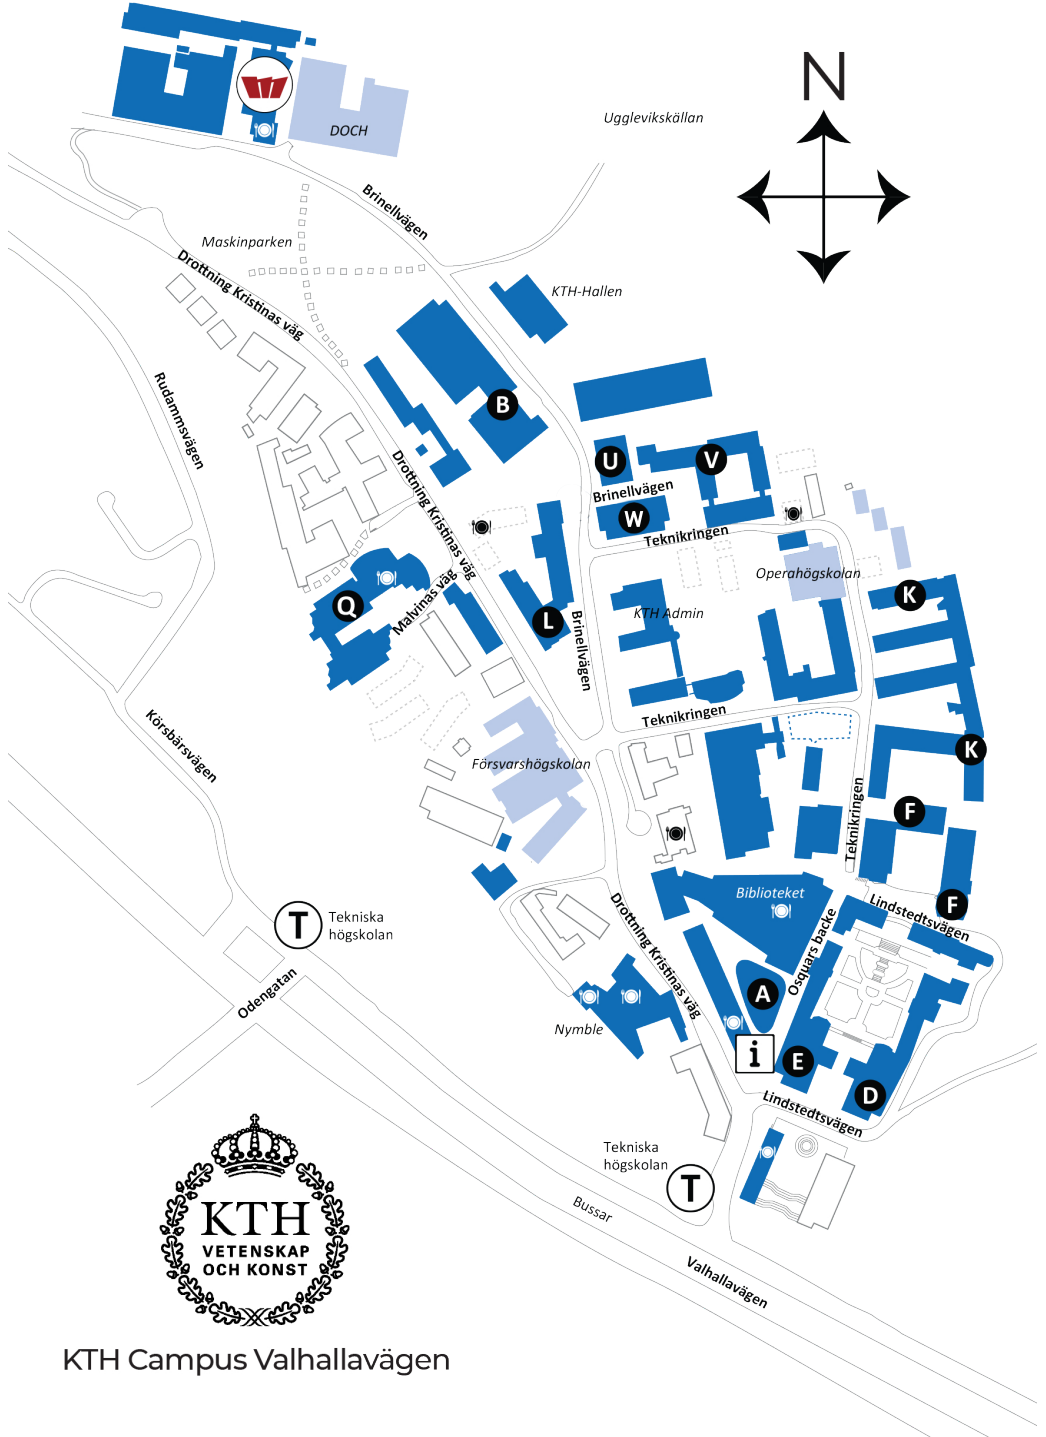 DOCH
Ugglevikskällan
N
Brinellvägen
Maskinparken
Drottning Kristinas väg
KTH-Hallen
Rudammsvägen
B
U
V
Brinellvägen
W
Teknikringen
Drottning Kristinas väg
Operahögskolan
K
Q
Malvinas väg
L
KTH Admin
Brinellvägen
Teknikringen
Körsbärsvägen
K
Försvarshögskolan
Teknikringen
F
Biblioteket
F
Lindstedtsvägen
T
Tekniska
högskolan
Drottning Kristinas väg
Osquars backe
Odengatan
A
Nymble
i
E
D
Lindstedtsvägen
Tekniska
högskolan
T
Bussar
Valhallavägen
KTH
VETENSKAP
OCH KONST
KTH Campus Valhallavägen